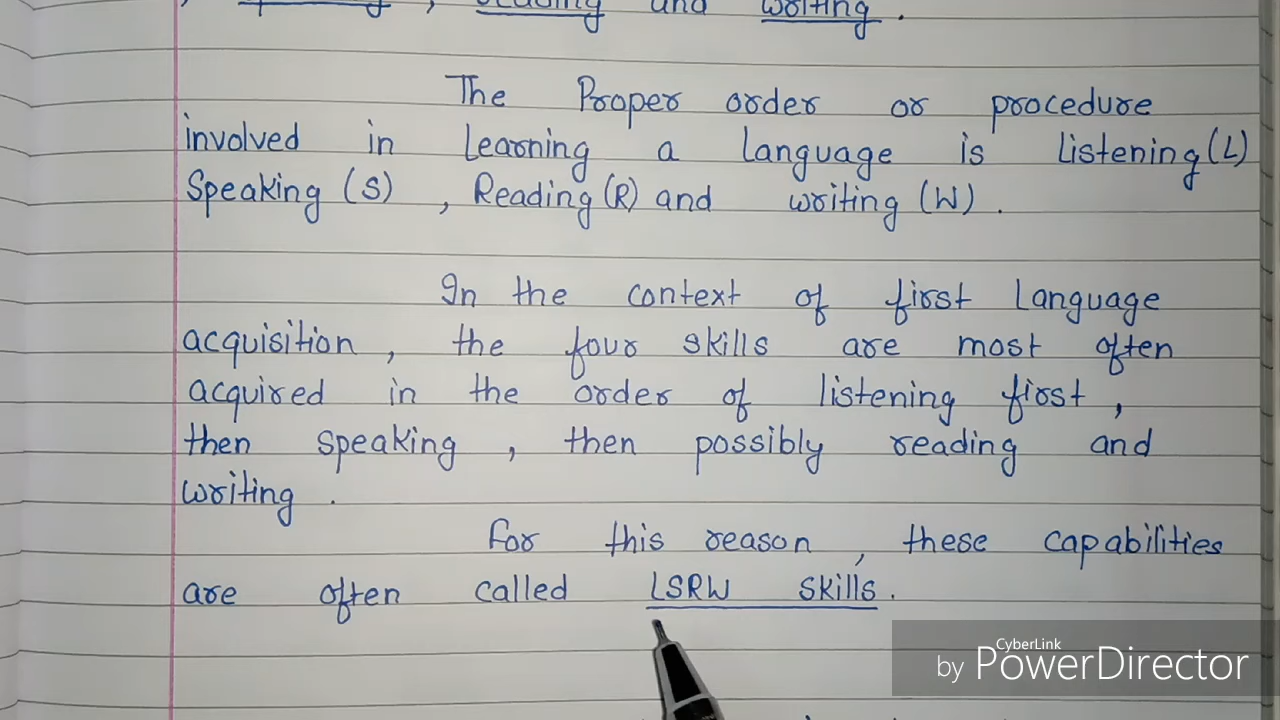 and writing .
The Proper order or procedure
involved in Learning a language is listening (L)
Speaking (S) , Reading (R) and writing (W) .
In the context of first language
acquisition , the four skills are most often
acquired in the order of listening first ,
then speaking , then possibly reading and
writing .
For this reason , these capabilities
are often called LSRW skills .
CyberLink
by PowerDirector